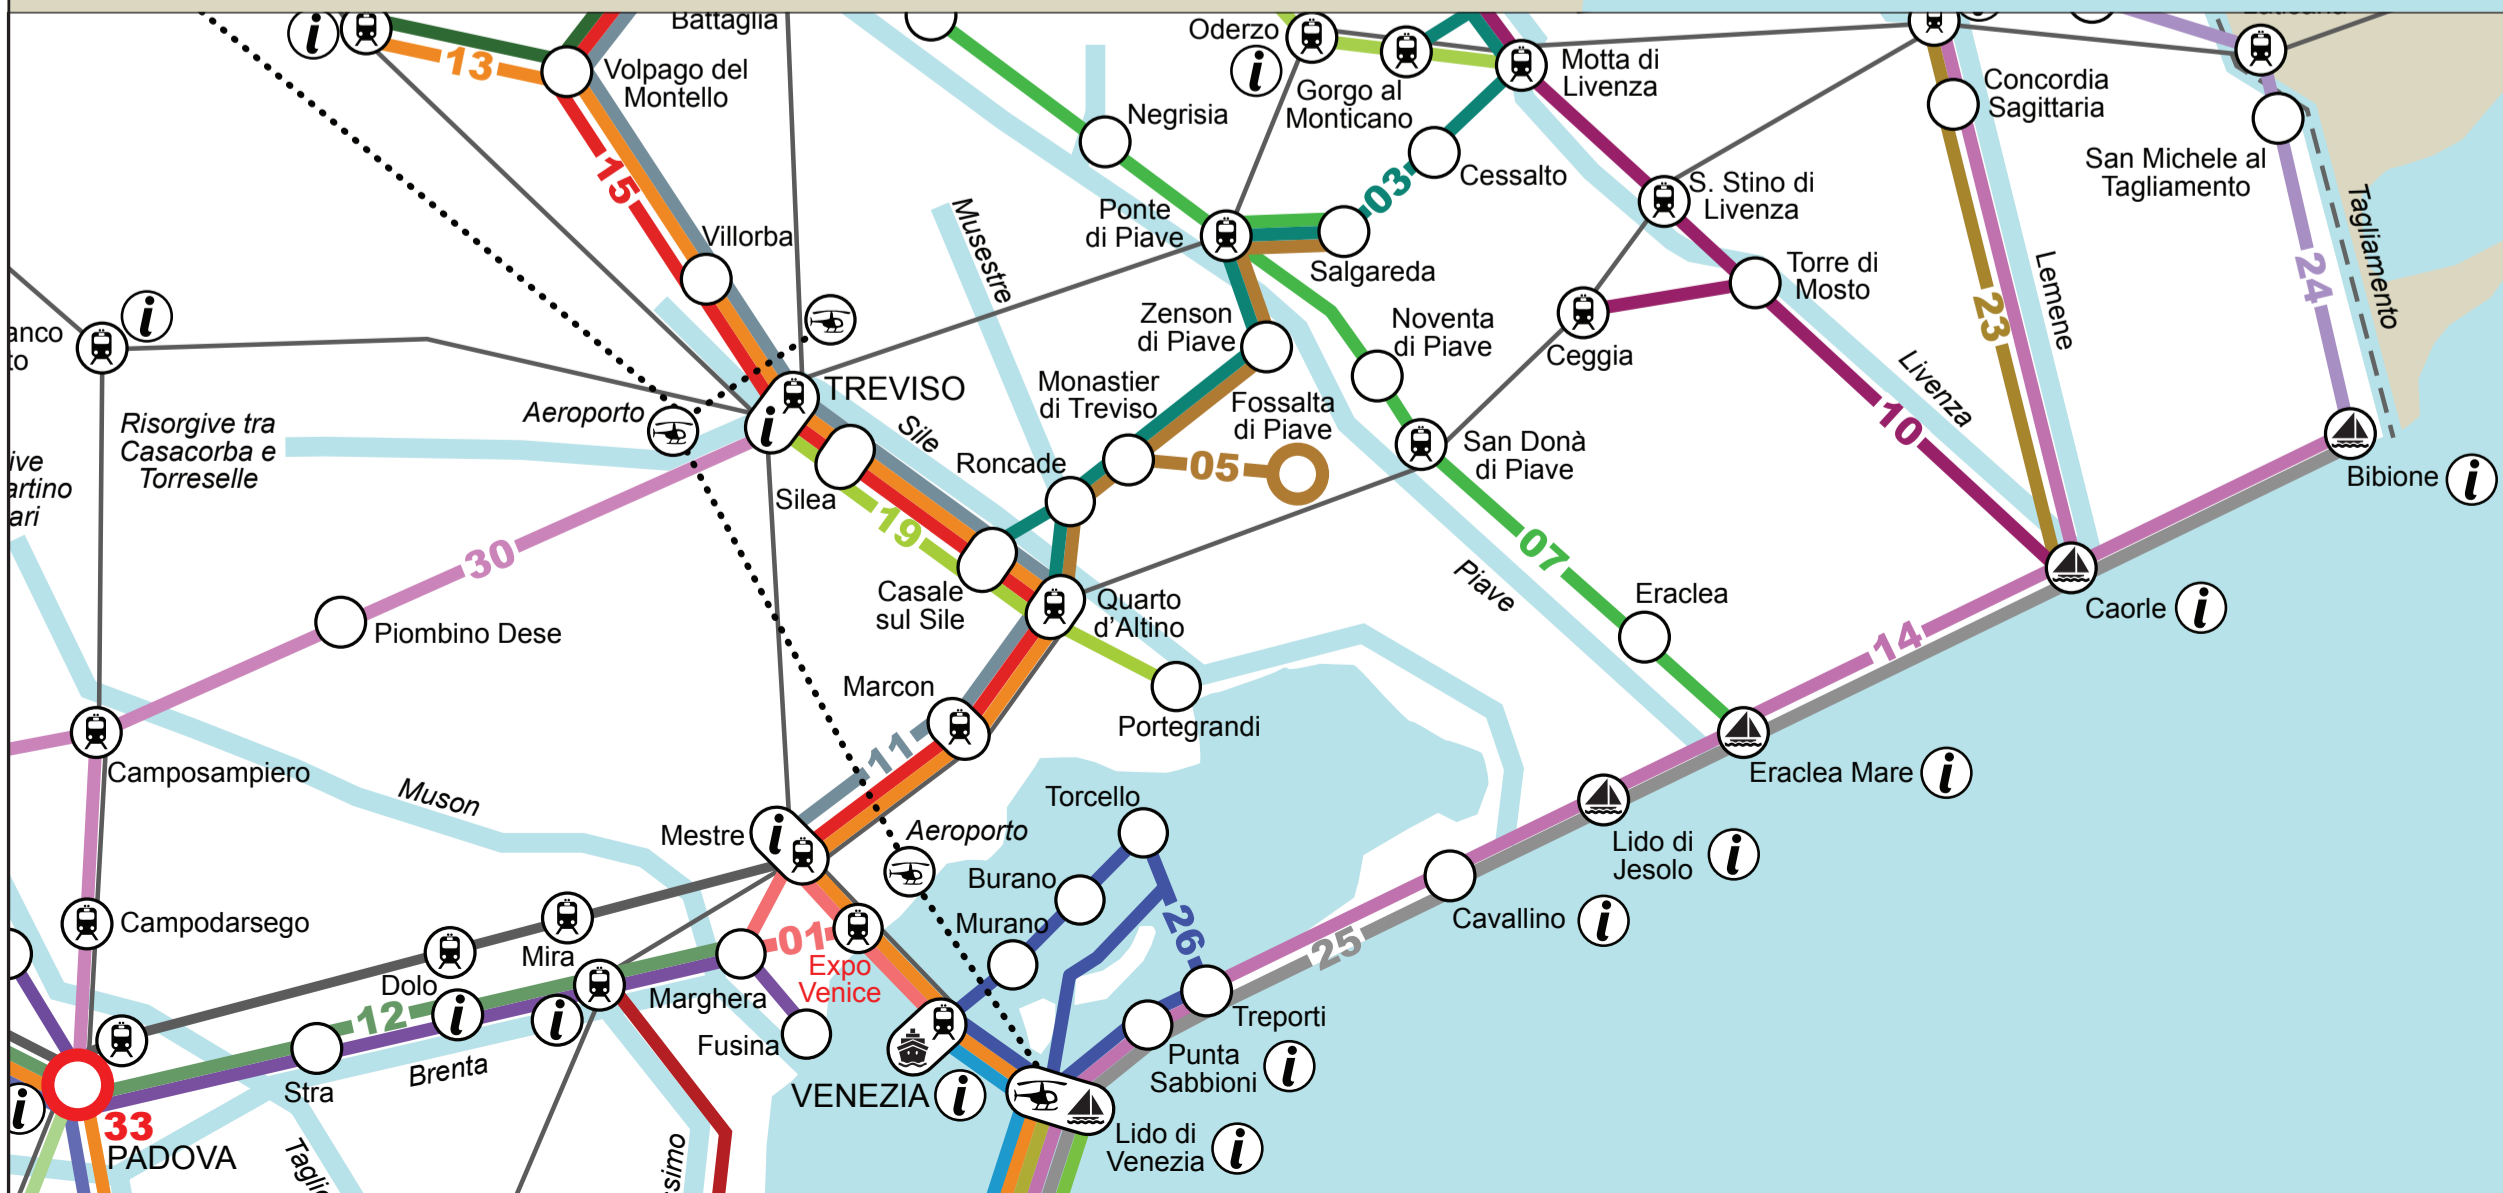 Battaglia
Oderzo
i
i
13
Volpago del
Montello
Gorgo al
Monticano
Motta di
Livenza
Concordia
Sagittaria
Negrisia
15
03
Cessalto
San Michele al
Tagliamento
S. Stino di
Livenza
Villorba
Musestre
Ponte
di Piave
Salgareda
Torre di
Mosto
Lemene
24
Tagliamento
23
i
Zenson
di Piave
Noventa
di Piave
Ceggia
Livenza
TREVISO
Monastier
di Treviso
Fossalta
di Piave
10
Aeroporto
i
Sile
Risorgive tra
Casacorba e
Torreselle
Roncade
05
San Donà
di Piave
Bibione
i
Silea
19
30
07
Piave
Casale
sul Sile
Quarto
d'Altino
Eraclea
Caorle
i
Piombino Dese
14
Marcon
Portegrandi
11
Camposampiero
Muson
Eraclea Mare
i
Torcello
Mestre
i
Aeroporto
Lido di
Jesolo
i
Burano
Campodarsego
Murano
26
Cavallino
i
01
Expo
Venice
25
Mira
Dolo
Marghera
12
i
i
Fusina
Treporti
Stra
Brenta
VENEZIA
i
Punta
Sabbioni
i
i
33
PADOVA
Lido di
Venezia
i